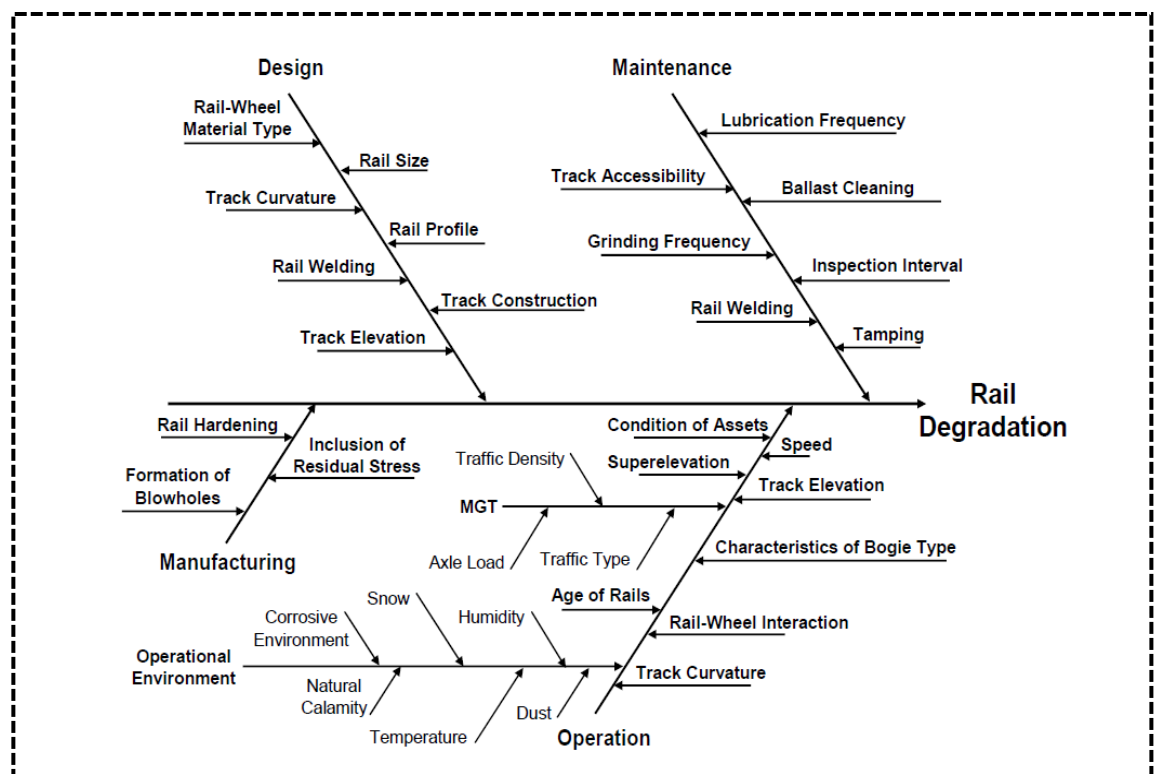 Design
Maintenance
Rail-Wheel
Material Type
Lubrication Frequency
Rail Size
Track Accessibility
Ballast Cleaning
Track Curvature
Rail Profile
Grinding Frequency
Rail Welding
Inspection Interval
Track Construction
Rail Welding
Track Elevation
Tamping
Rail
Degradation
Rail Hardening
Inclusion of
Residual Stress
Formation of
Blowholes
Manufacturing
Condition of Assets
Speed
Traffic Density
Superelevation
Track Elevation
MGT
Axle Load
Traffic Type
Characteristics of Bogie Type
Age of Rails
Rail-Wheel Interaction
Snow
Humidity
Corrosive
Environment
Operational
Environment
Track Curvature
Natural
Calamity
Temperature
Dust
Operation